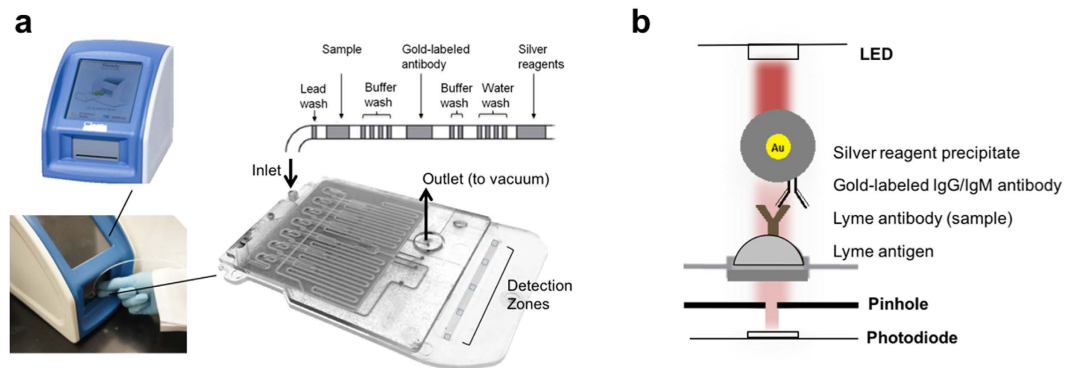 a
Sample
Gold-labeled
antibody
Silver
reagents
Lead
wash
Buffer
wash
Buffer
wash
Water
wash
Inlet
Outlet (to vacuum)
Detection
Zones
b
LED
Au
Silver reagent precipitate
Gold-labeled IgG/IgM antibody
Lyme antibody (sample)
Lyme antigen
Pinhole
Photodiode